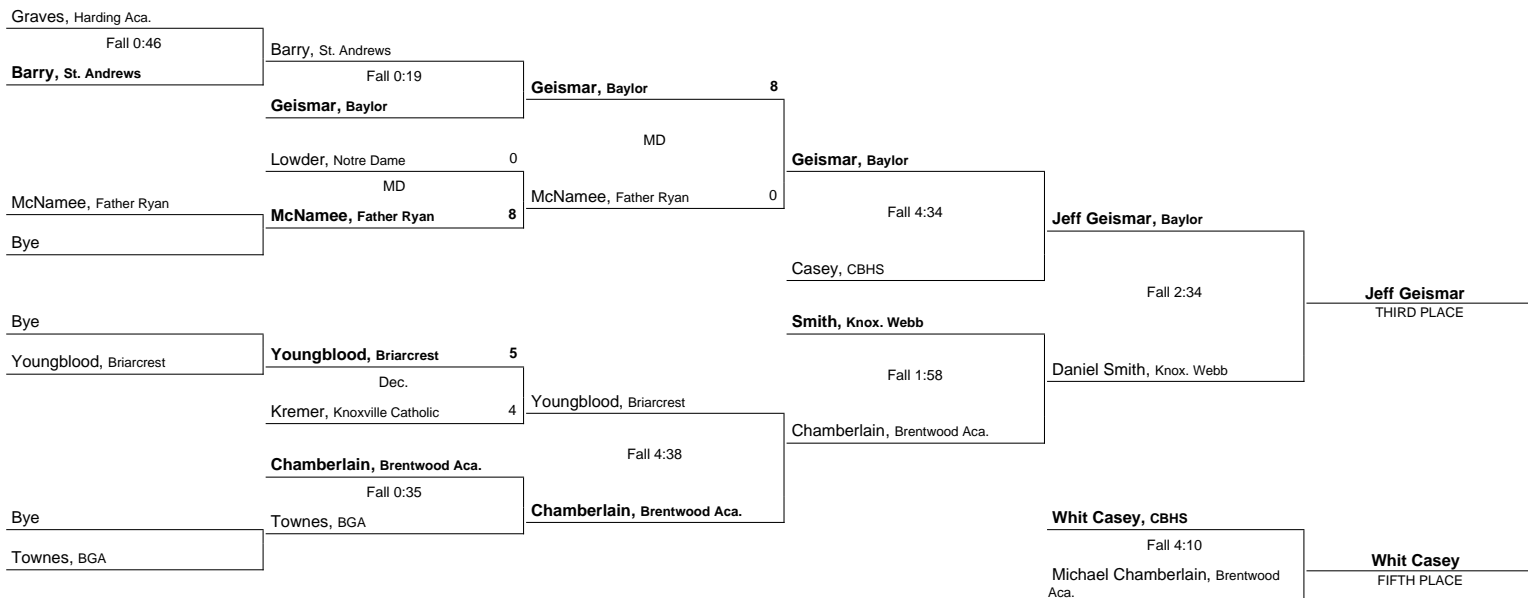 Graves, Harding Aca.
Fall 0:46
Barry, St. Andrews
McNamee, Father Ryan
Bye
Bye
Youngblood, Briarcrest
Bye
Townes, BGA
Barry, St. Andrews
Fall 0:19
Geismar, Baylor
Lowder, Notre Dame 0
MD
McNamee, Father Ryan 8
Youngblood, Briarcrest 5
Dec.
Kremer, Knoxville Catholic 4
Chamberlain, Brentwood Aca.
Fall 0:35
Townes, BGA
Geismar, Baylor 8
MD
McNamee, Father Ryan 0
Youngblood, Briarcrest
Fall 4:38
Chamberlain, Brentwood Aca.
Geismar, Baylor
Fall 4:34
Casey, CBHS
Smith, Knox. Webb
Fall 1:58
Chamberlain, Brentwood Aca.
Jeff Geismar, Baylor
Fall 2:34
Daniel Smith, Knox. Webb
Jeff Geismar
THIRD PLACE
Whit Casey, CBHS
Fall 4:10
Michael Chamberlain, Brentwood
Aca.
Whit Casey
FIFTH PLACE